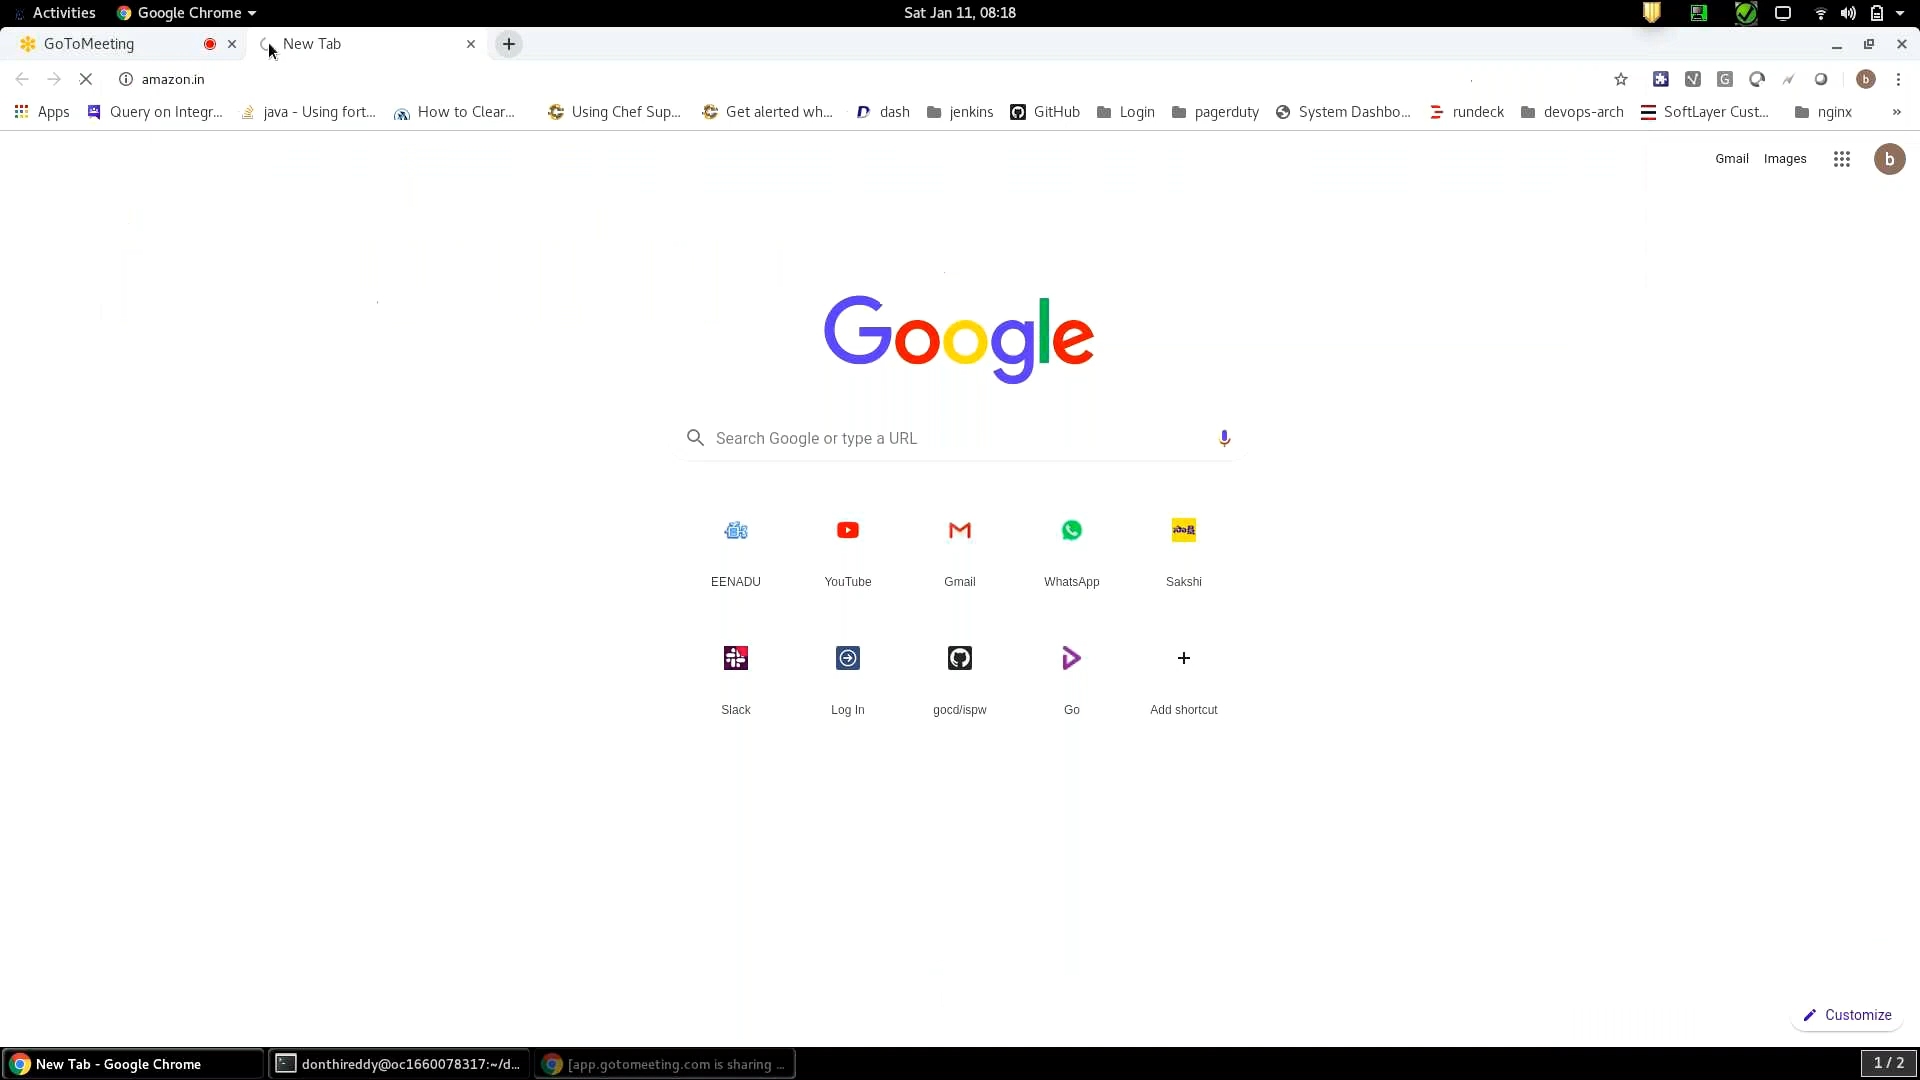 Activities Google Chrome Sat Jan 11, 08:18
GoToMeeting New Tab
amazon.in
Apps Query on Integr... java - Using fort... How to Clear... Using Chef Sup... Get alerted wh... dash jenkins GitHub Login pagerduty System Dashbo... rundeck devops-arch SoftLayer Cust... nginx »
Gmail Images b
Google
Search Google or type a URL
EENADU YouTube Gmail WhatsApp Sakshi
Slack Log In gocd/ispw Go Add shortcut
Customize
New Tab - Google Chrome donthireddy@oc1660078317:~/d... [app.gotomeeting.com is sharing ... 1 / 2